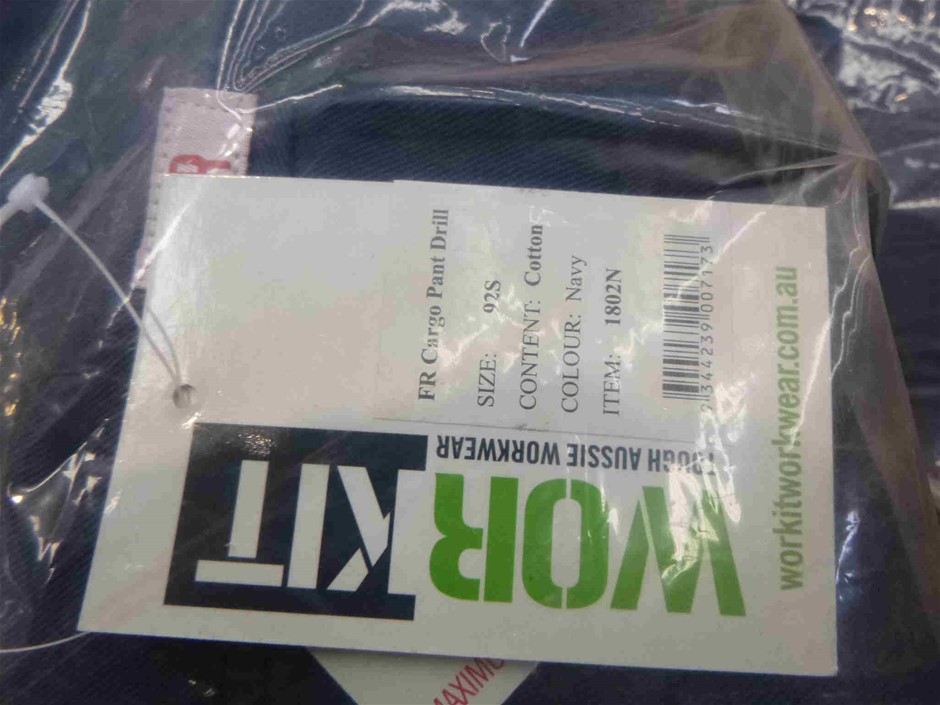 FR Cargo Pant Drill
SIZE: 92S
CONTENT: Cotton
COLOUR: Navy
ITEM: 1802N
9344239007173
WORKIT
TOUGH AUSSIE WORKWEAR
workitworkwear.com.au